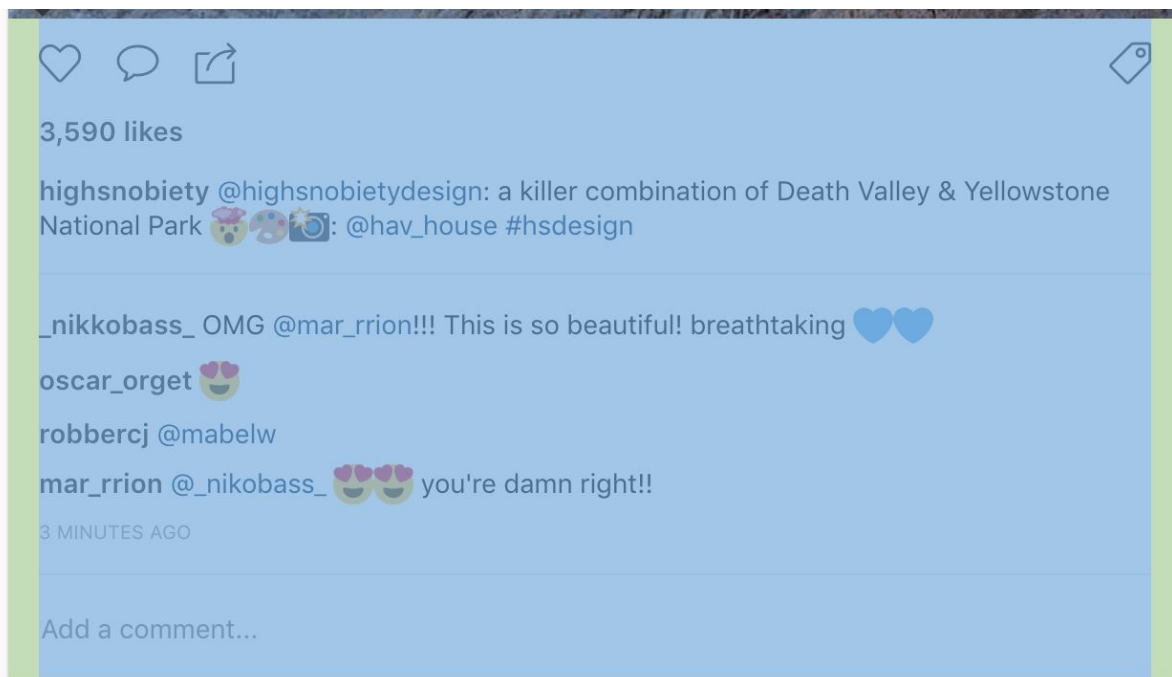 3,590 likes
highsnobiety @highsnobietydesign: a killer combination of Death Valley & Yellowstone
National Park 🤯🎨📸: @hav_house #hsdesign
_nikkobass_ OMG @mar_rrion!!! This is so beautiful! breathtaking 💙💙
oscar_orget 😍
robbercj @mabelw
mar_rrion @_nikobass_ 😍😍 you're damn right!!
3 MINUTES AGO
Add a comment...